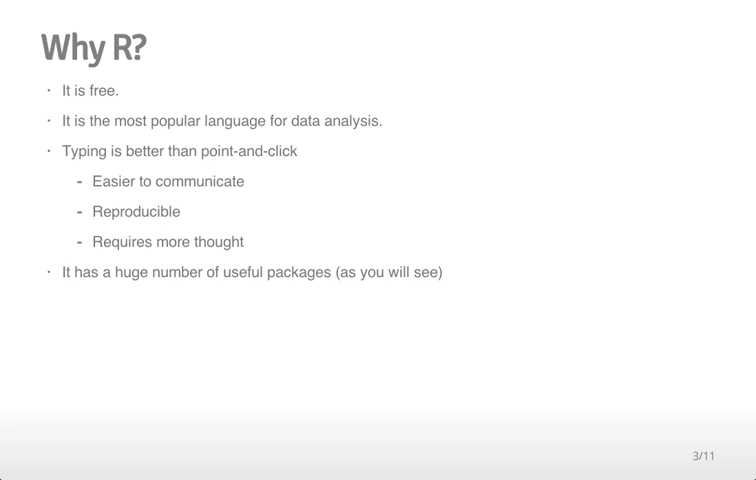 Why R?
· It is free.
· It is the most popular language for data analysis.
· Typing is better than point-and-click
- Easier to communicate
- Reproducible
- Requires more thought
· It has a huge number of useful packages (as you will see)
3/11